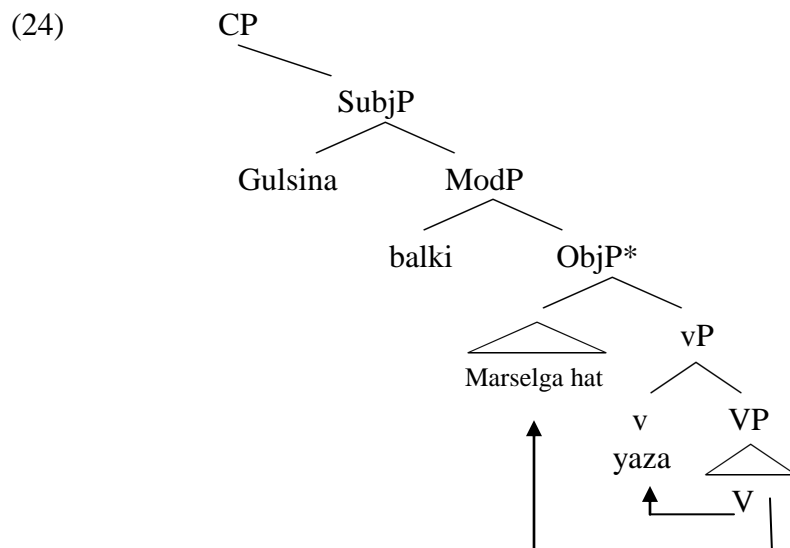 (24) CP
SubjP
Gulsina ModP
balki ObjP*
vP
Marselga hat
v VP
yaza
V